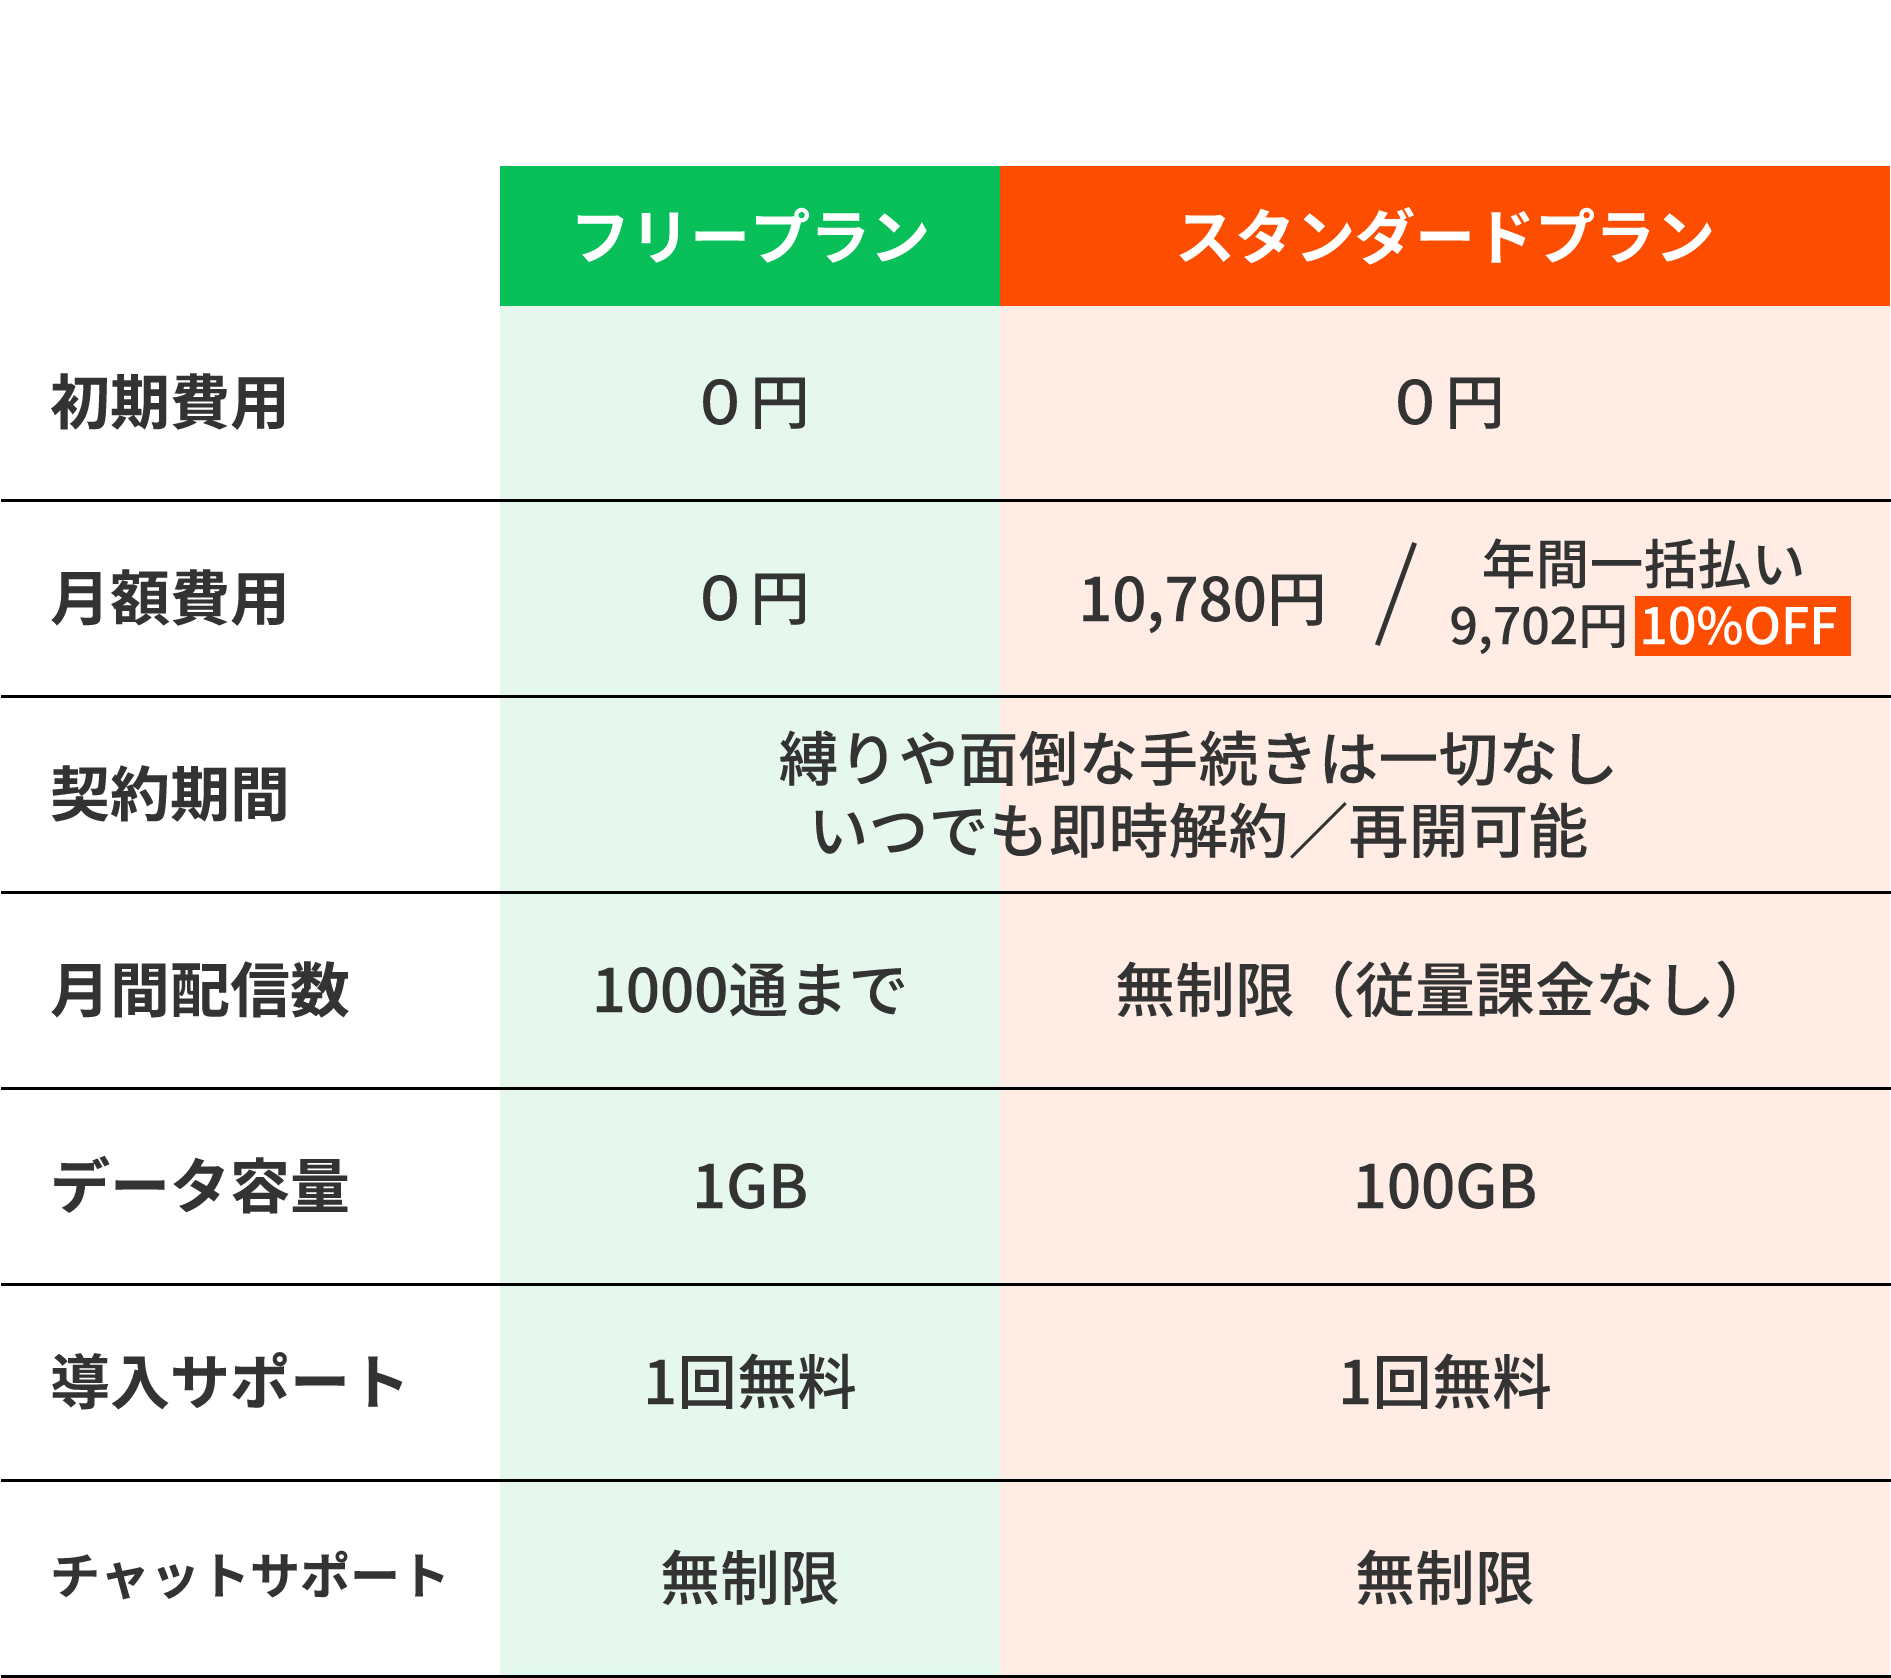 フリープラン スタンダードプラン
初期費用 ０円 ０円
月額費用 ０円 10,780円 ／ 年間一括払い
9,702円 10%OFF
契約期間 縛りや面倒な手続きは一切なし
いつでも即時解約／再開可能
月間配信数 1000通まで 無制限（従量課金なし）
データ容量 1GB 100GB
導入サポート 1回無料 1回無料
チャットサポート 無制限 無制限